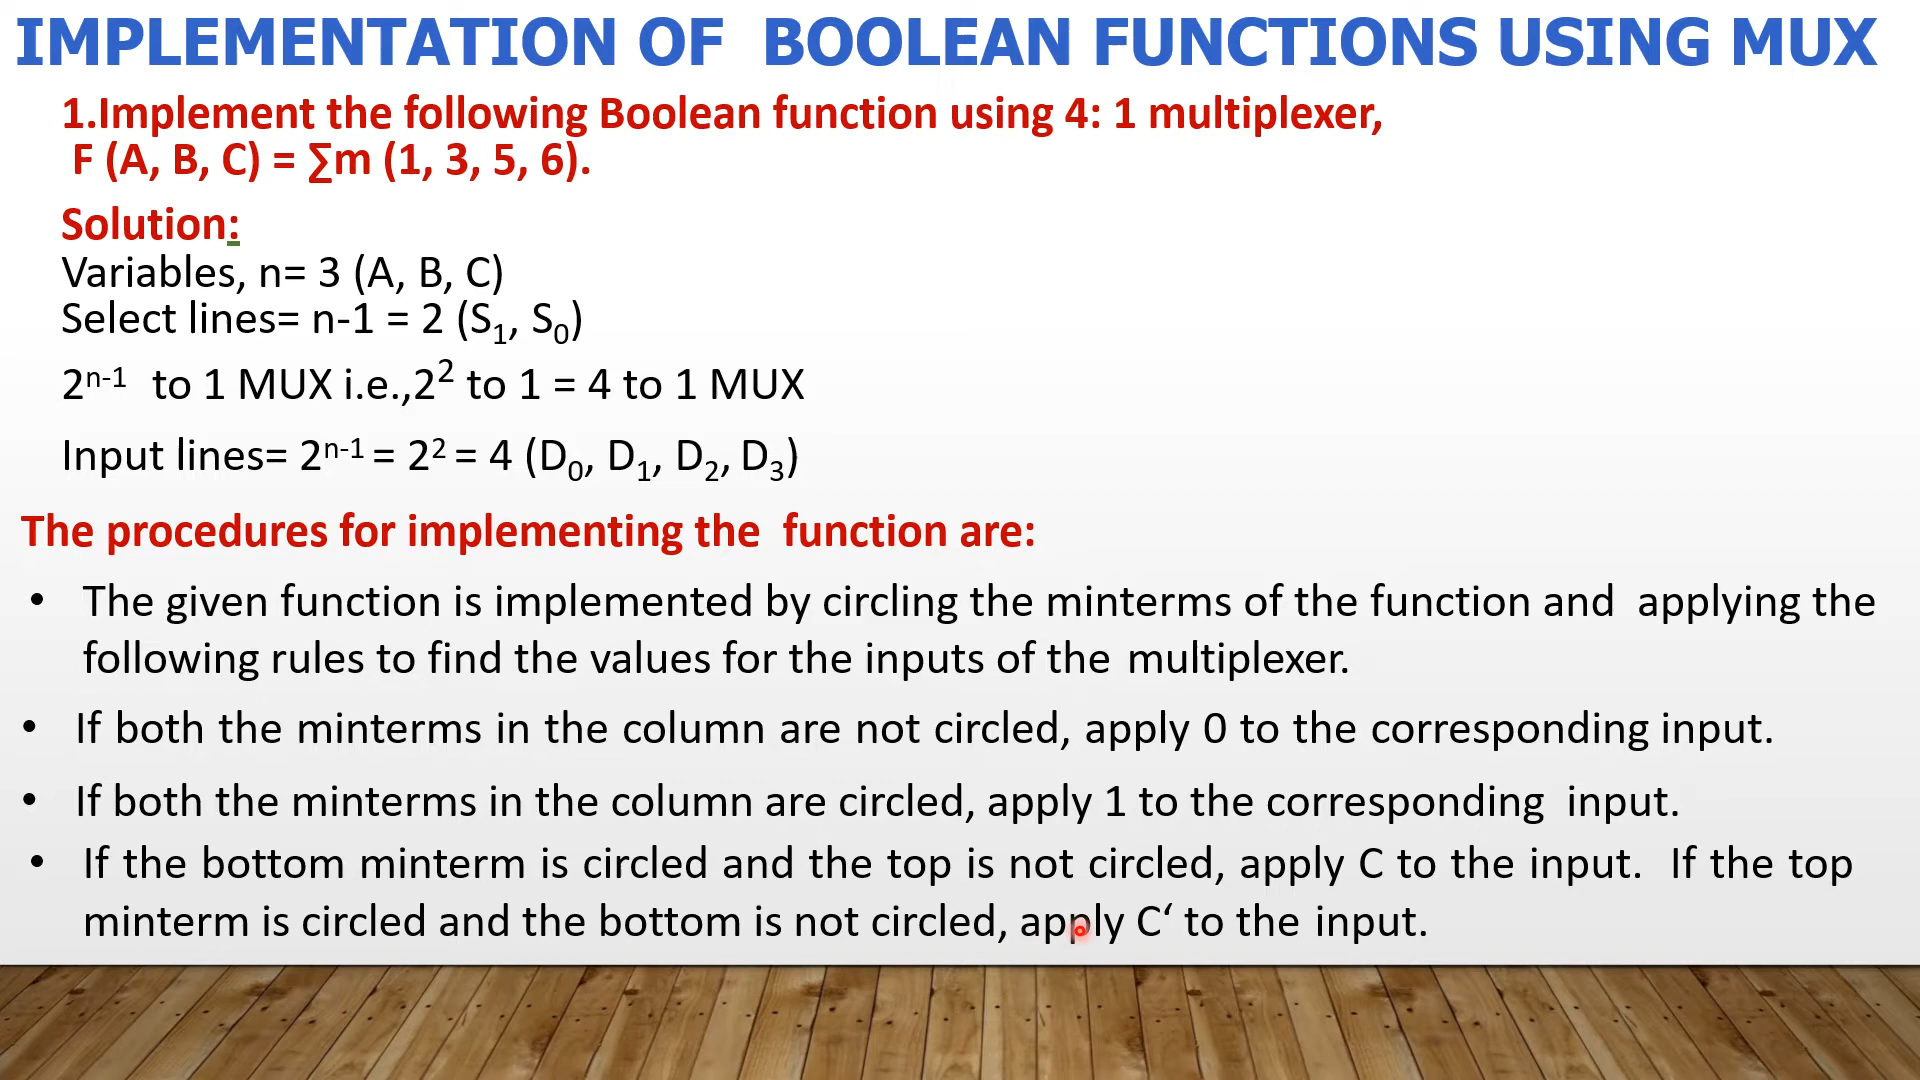 IMPLEMENTATION OF BOOLEAN FUNCTIONS USING MUX
1.Implement the following Boolean function using 4: 1 multiplexer,
F (A, B, C) = ∑m (1, 3, 5, 6).
Solution:
Variables, n= 3 (A, B, C)
Select lines= n-1 = 2 (S₁, S₀)
2ⁿ⁻¹ to 1 MUX i.e.,2² to 1 = 4 to 1 MUX
Input lines= 2ⁿ⁻¹ = 2² = 4 (D₀, D₁, D₂, D₃)
The procedures for implementing the function are:
• The given function is implemented by circling the minterms of the function and applying the
following rules to find the values for the inputs of the multiplexer.
• If both the minterms in the column are not circled, apply 0 to the corresponding input.
• If both the minterms in the column are circled, apply 1 to the corresponding input.
• If the bottom minterm is circled and the top is not circled, apply C to the input. If the top
minterm is circled and the bottom is not circled, apply C‘ to the input.